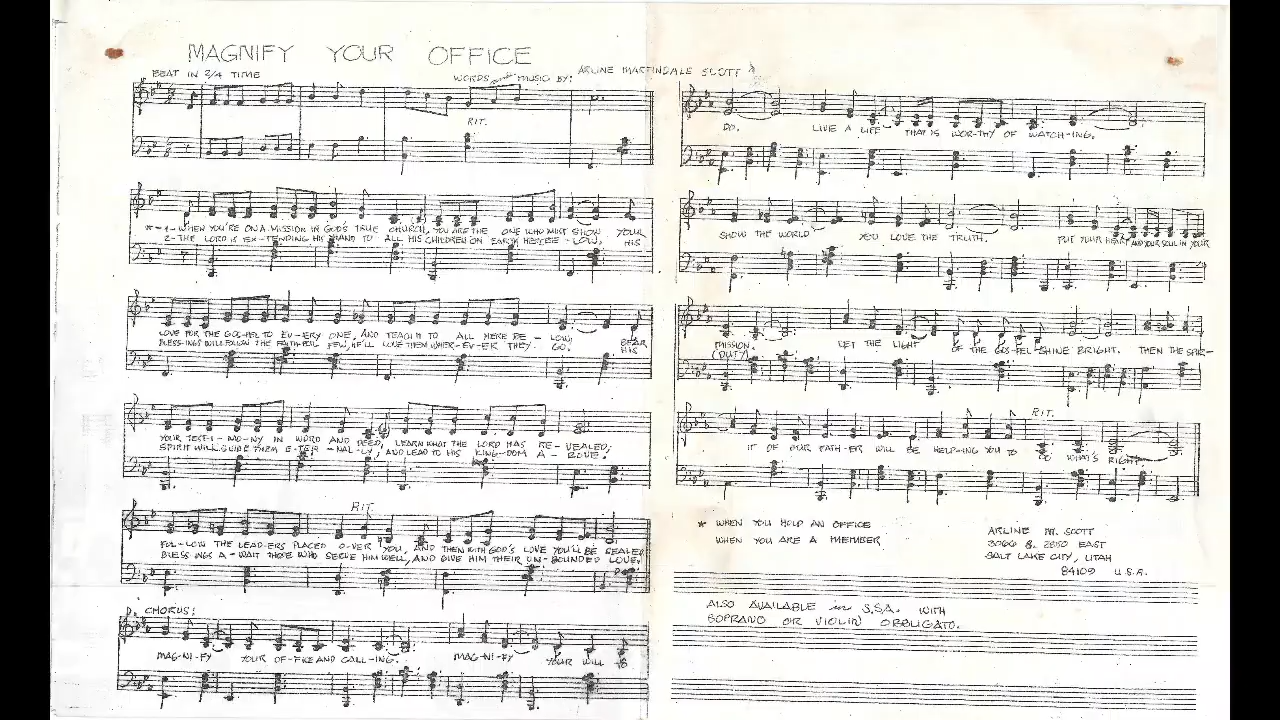 MAGNIFY YOUR OFFICE
BEAT IN 2/4 TIME
WORDS and MUSIC BY: ARLINE MARTINDALE SCOTT
RIT.
* 1- WHEN YOU'RE ON A MISSION IN GOD'S TRUE CHURCH, YOU ARE THE ONE WHO MUST SHOW YOUR
2- THE LORD IS EX-TENDING HIS HAND TO ALL HIS CHILDREN ON EARTH HERE BE-LOW, HIS
LOVE FOR THE GOSPEL TO EV-ERY ONE, AND TEACH IT TO ALL HERE BE-LOW; BEAR
BLESS-INGS WILL FOLLOW THE FAITH-FUL FEW, HE'LL LOVE THEM WHER-EV-ER THEY GO; HIS
YOUR TEST-I-MO-NY IN WORD AND DEED, LEARN WHAT THE LORD HAS RE-VEALED;
SPIRIT WILL GUIDE THEM E-TER-NAL-LY, AND LEAD TO HIS KING-DOM A-BOVE.
RIT.
FOL-LOW THE LEAD-ERS PLACED O-VER YOU, AND THEN WITH GOD'S LOVE YOU'LL BE SEALED
BLESS INGS A-WAIT THOSE WHO SERVE HIM WELL, AND GIVE HIM THEIR UN-BOUNDED LOVE.
CHORUS:
MAG-NI-FY YOUR OF-FICE AND CALL-ING. MAG-NI-FY YOUR WILL TO
DO. LIVE A LIFE THAT IS WOR-THY OF WATCH-ING.
SHOW THE WORLD YOU LOVE THE TRUTH. PUT YOUR HEART AND YOUR SOUL IN YOUR
MISSION. LET THE LIGHT OF THE GOS-PEL SHINE BRIGHT. THEN THE SPIR-
(DUTY)
RIT.
IT OF OUR FATH-ER WILL BE HELP-ING YOU TO DO WHAT'S RIGHT.
* WHEN YOU HOLD AN OFFICE
WHEN YOU ARE A MEMBER
ARLINE M. SCOTT
EAST
SALT LAKE CITY, UTAH
84109 U.S.A.
ALSO AVAILABLE in S.S.A. WITH
SOPRANO OR VIOLIN OBBLIGATO.